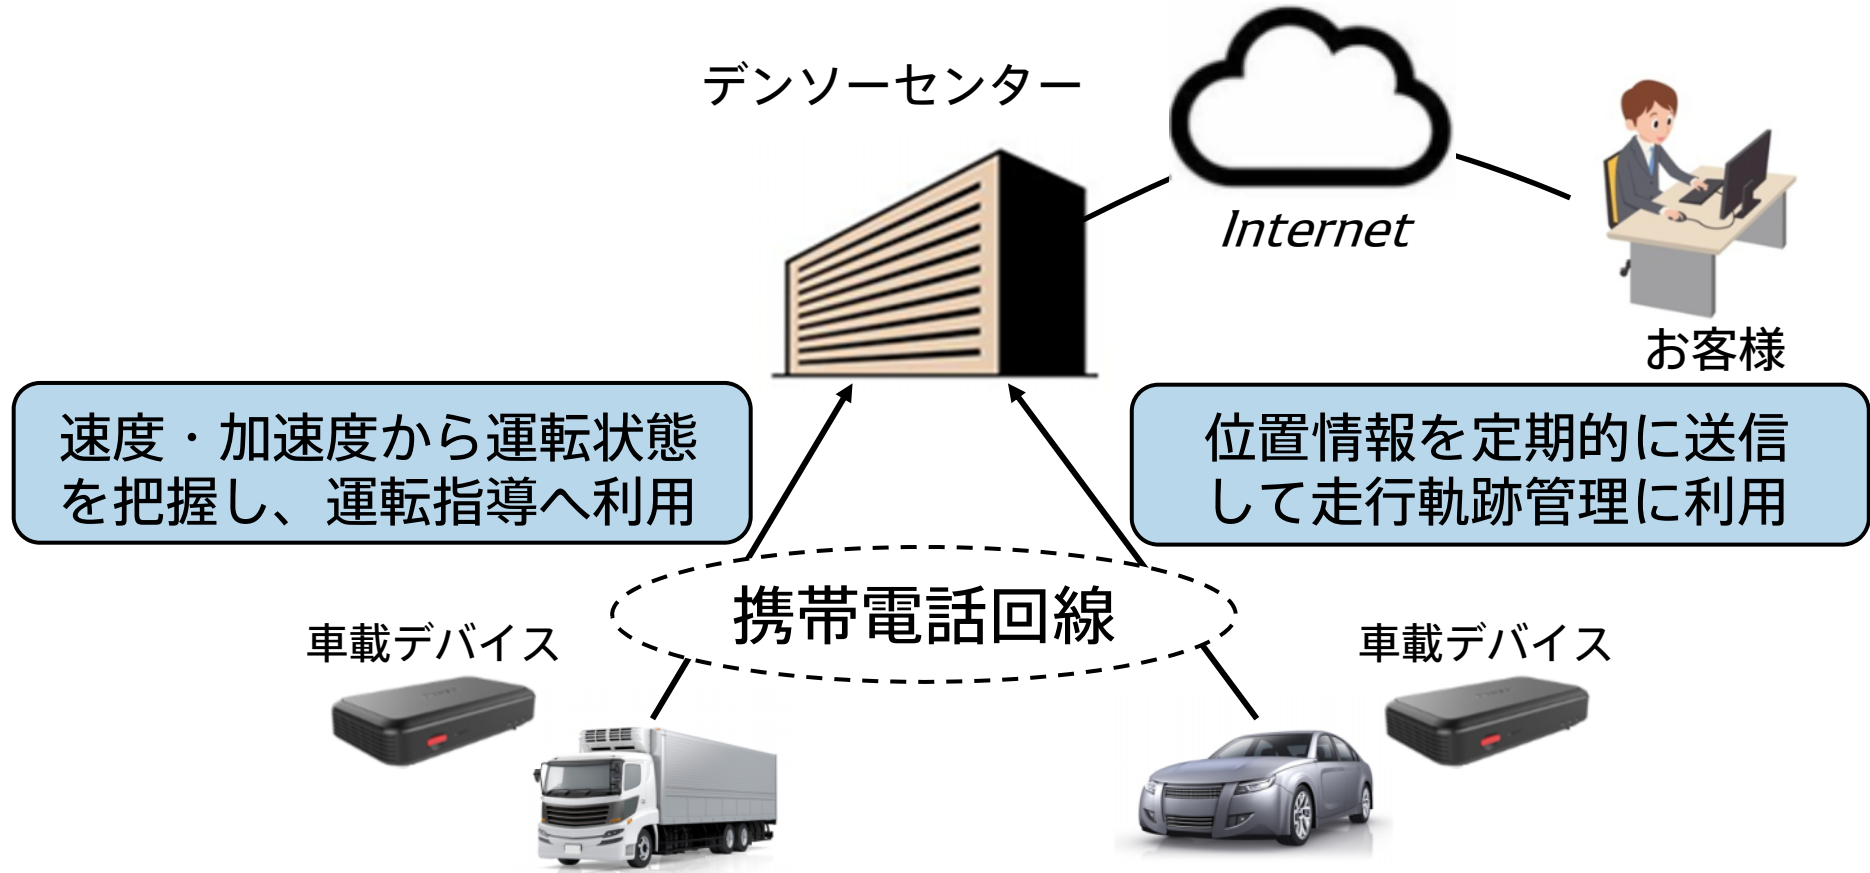 デンソーセンター
Internet
お客様
速度・加速度から運転状態
を把握し、運転指導へ利用
位置情報を定期的に送信
して走行軌跡管理に利用
携帯電話回線
車載デバイス
車載デバイス